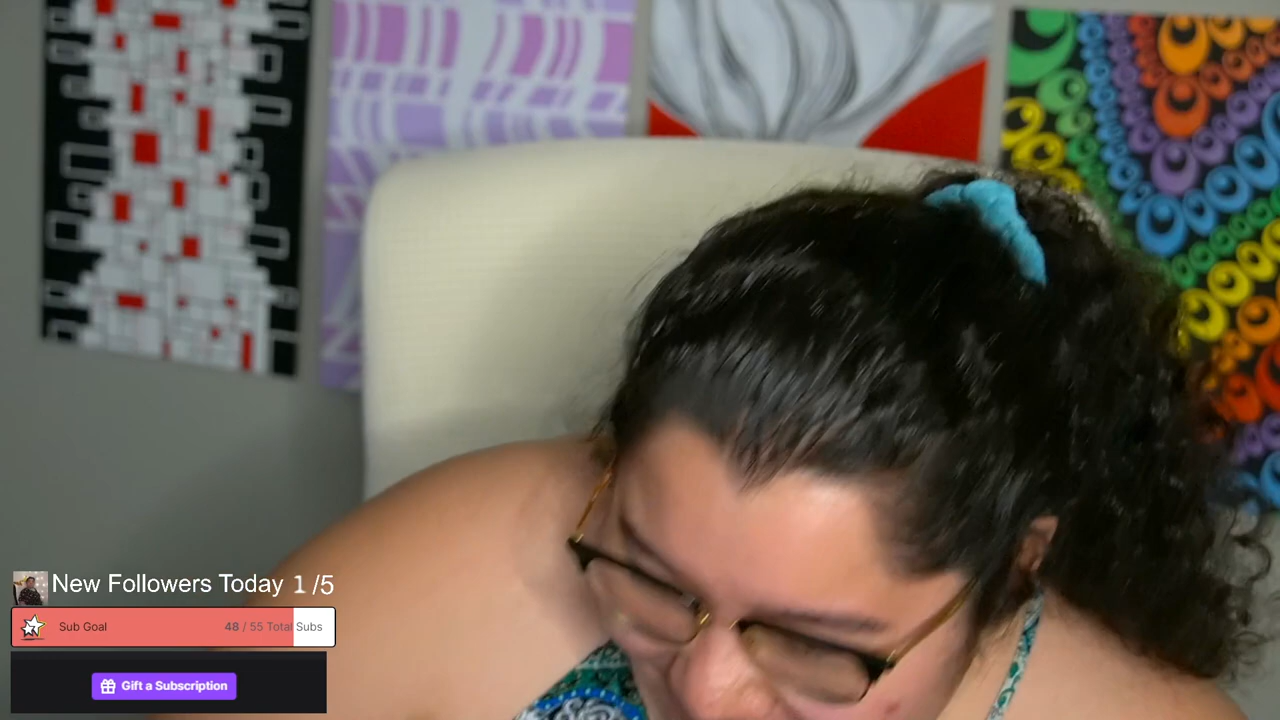 New Followers Today 1 /5
Sub Goal 48 / 55 Total Subs
Gift a Subscription